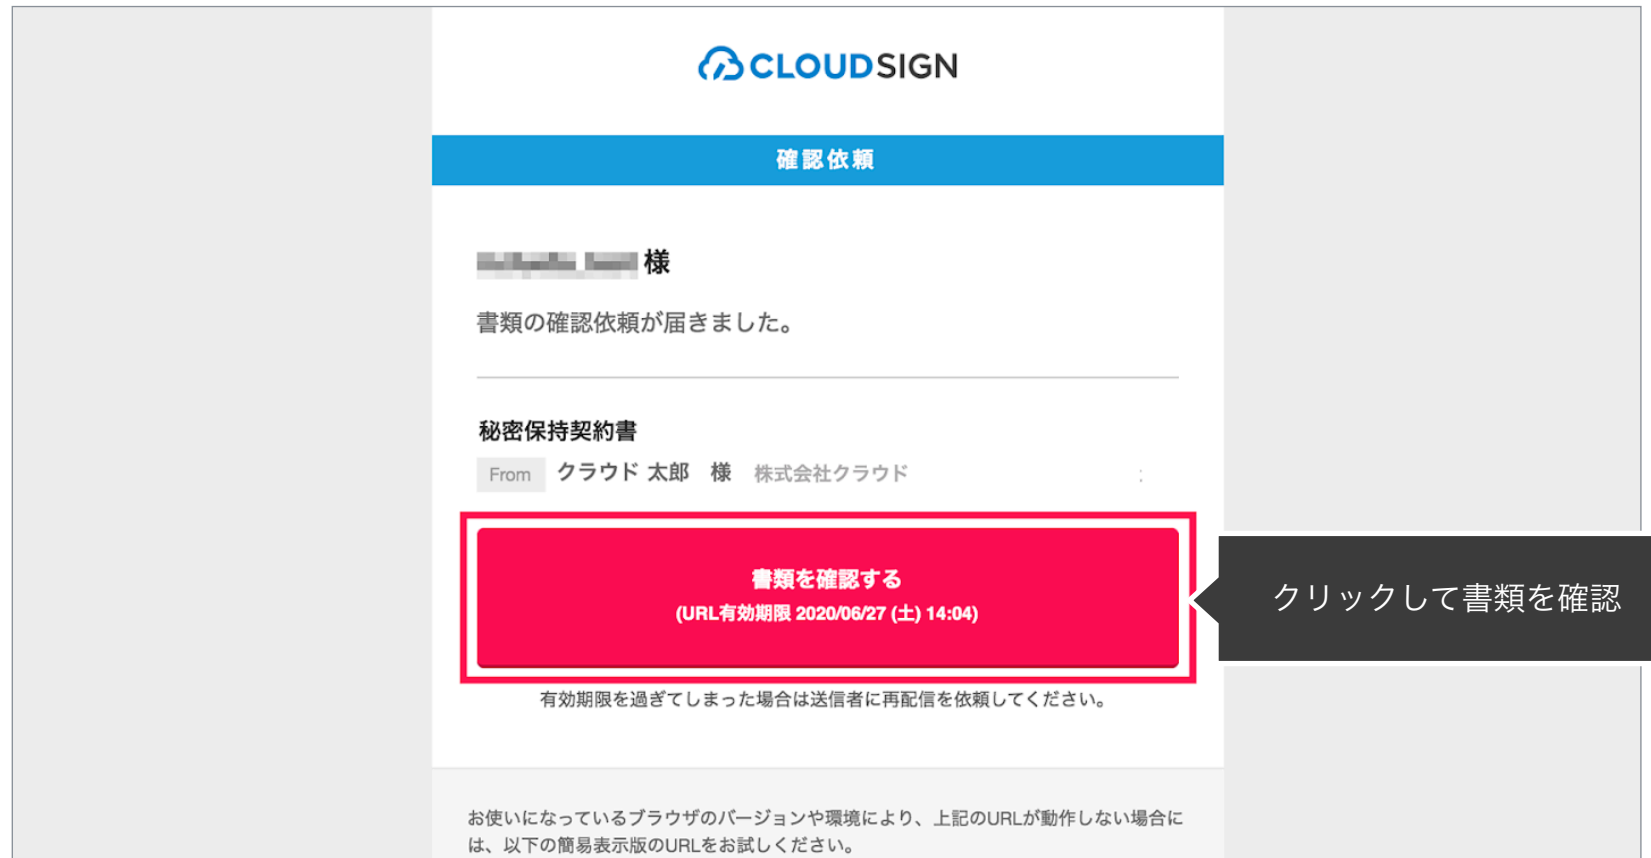 CLOUDSIGN
確認依頼
様
書類の確認依頼が届きました。
秘密保持契約書
From クラウド 太郎 様 株式会社クラウド
書類を確認する
(URL有効期限 2020/06/27 (土) 14:04)
クリックして書類を確認
有効期限を過ぎてしまった場合は送信者に再配信を依頼してください。
お使いになっているブラウザのバージョンや環境により、上記のURLが動作しない場合に
は、以下の簡易表示版のURLをお試しください。